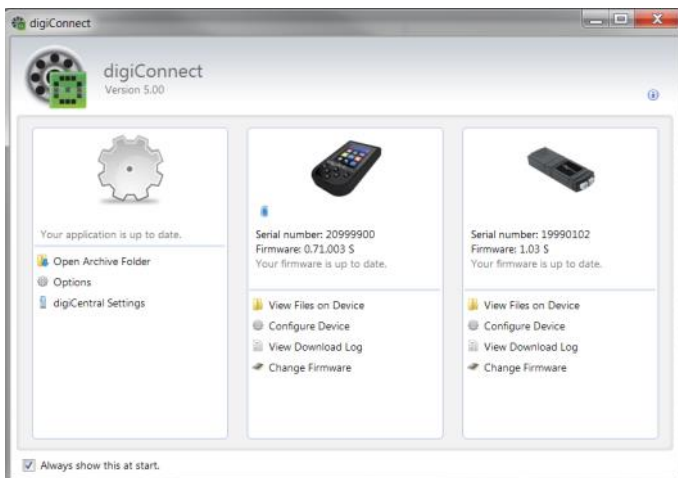 digiConnect
digiConnect
Version 5.00
Your application is up to date.
Open Archive Folder
Options
digiCentral Settings
Serial number: 20999900
Firmware: 0.71.003 S
Your firmware is up to date.
View Files on Device
Configure Device
View Download Log
Change Firmware
Serial number: 19990102
Firmware: 1.03 S
Your firmware is up to date.
View Files on Device
Configure Device
View Download Log
Change Firmware
Always show this at start.